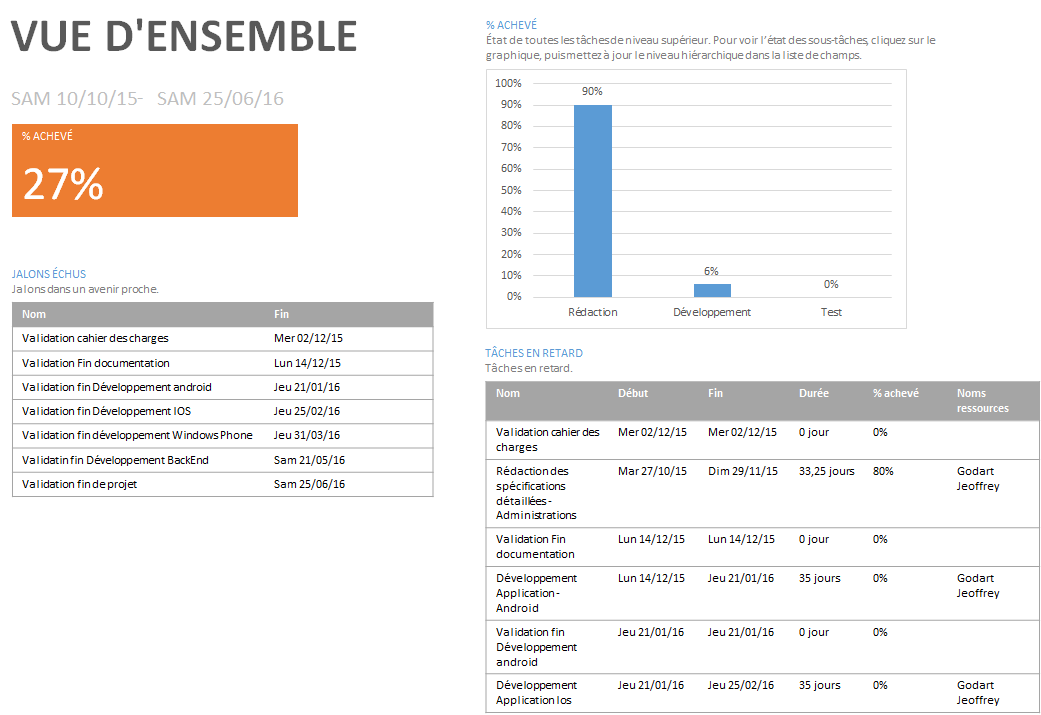 VUE D'ENSEMBLE
SAM 10/10/15- SAM 25/06/16
% ACHEVÉ
27%
JALONS ÉCHUS
Jalons dans un avenir proche.
Nom Fin
Validation cahier des charges Mer 02/12/15
Validation Fin documentation Lun 14/12/15
Validation fin Développement android Jeu 21/01/16
Validation fin Développement IOS Jeu 25/02/16
Validation fin développement Windows Phone Jeu 31/03/16
Validatin fin Développement BackEnd Sam 21/05/16
Validation fin de projet Sam 25/06/16
% ACHEVÉ
État de toutes les tâches de niveau supérieur. Pour voir l'état des sous-tâches, cliquez sur le
graphique, puis mettez à jour le niveau hiérarchique dans la liste de champs.
100%
90%
80%
70%
60%
50%
40%
30%
20%
10%
0%
90%
6%
0%
Rédaction Développement Test
TÂCHES EN RETARD
Tâches en retard.
Nom Début Fin Durée % achevé Noms
ressources
Validation cahier des Mer 02/12/15 Mer 02/12/15 0 jour 0%
charges
Rédaction des Mar 27/10/15 Dim 29/11/15 33,25 jours 80% Godart
spécifications Jeoffrey
détaillées -
Administrations
Validation Fin Lun 14/12/15 Lun 14/12/15 0 jour 0%
documentation
Développement Lun 14/12/15 Jeu 21/01/16 35 jours 0% Godart
Application - Jeoffrey
Android
Validation fin Jeu 21/01/16 Jeu 21/01/16 0 jour 0%
Développement
android
Développement Jeu 21/01/16 Jeu 25/02/16 35 jours 0% Godart
Application Ios Jeoffrey